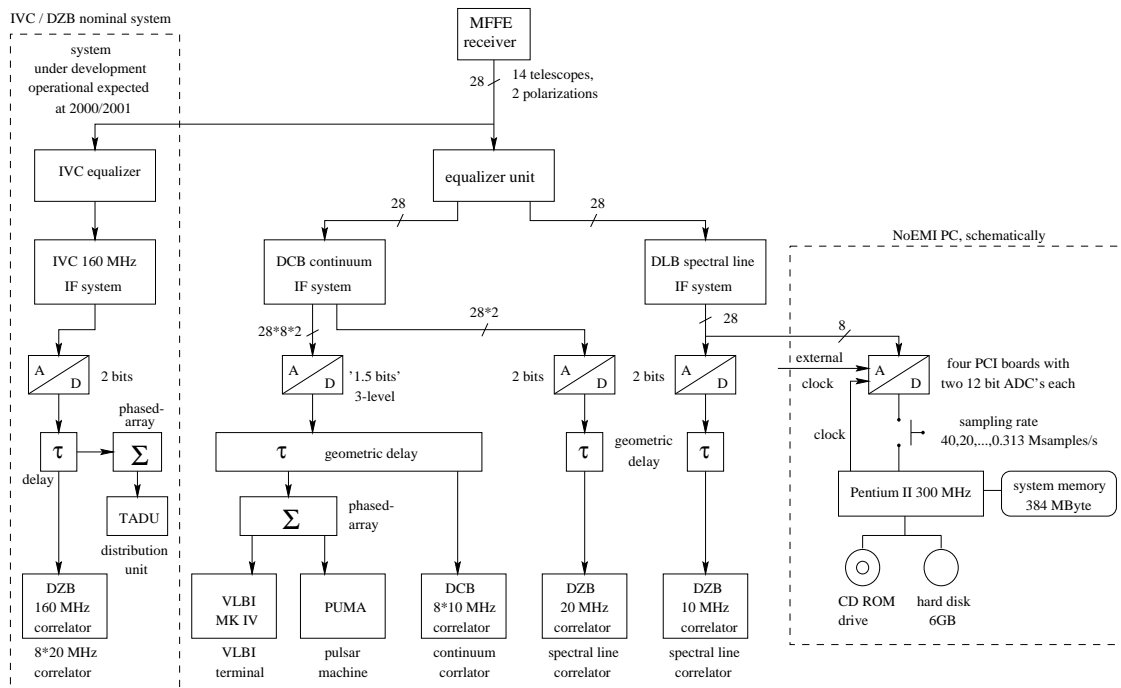 IVC / DZB nominal system
system
under development
operational expected
at 2000/2001
MFFE
receiver
28
14 telescopes,
2 polarizations
IVC equalizer
equalizer unit
28
28
NoEMI PC, schematically
IVC 160 MHz
IF system
DCB continuum
IF system
DLB spectral line
IF system
28*8*2
28*2
28
8
A
D
2 bits
A
D
'1.5 bits'
3-level
2 bits
A
D
2 bits
A
D
external
clock
A
D
four PCI boards with
two 12 bit ADC's each
clock
sampling rate
40,20,...,0.313 Msamples/s
phased-
array
τ
Σ
delay
τ
geometric delay
τ
geometric
delay
τ
Pentium II 300 MHz
system memory
384 MByte
TADU
distribution
unit
Σ
phased-
array
CD ROM
drive
hard disk
6GB
DZB
160 MHz
correlator
8*20 MHz
correlator
VLBI
MK IV
VLBI
terminal
PUMA
pulsar
machine
DCB
8*10 MHz
correlator
continuum
corrlator
DZB
20 MHz
correlator
spectral line
correlator
DZB
10 MHz
correlator
spectral line
correlator